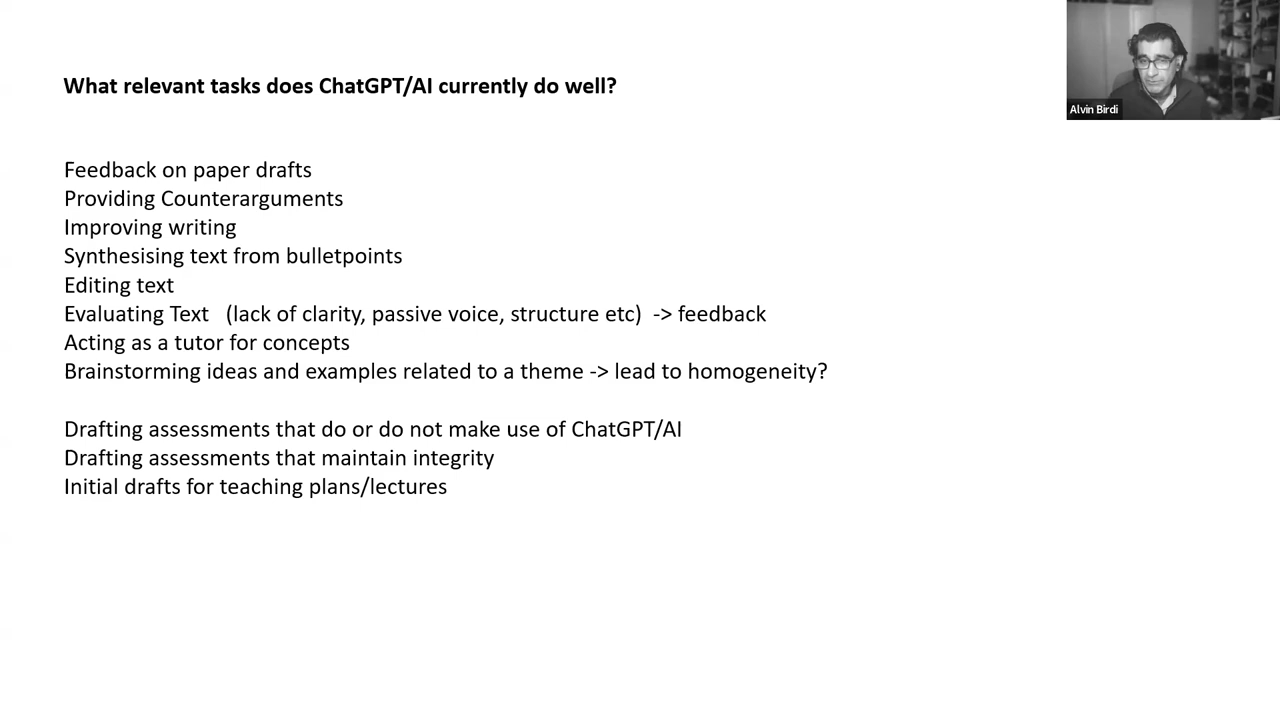 What relevant tasks does ChatGPT/AI currently do well?
Alvin Birdi
Feedback on paper drafts
Providing Counterarguments
Improving writing
Synthesising text from bulletpoints
Editing text
Evaluating Text (lack of clarity, passive voice, structure etc) -> feedback
Acting as a tutor for concepts
Brainstorming ideas and examples related to a theme -> lead to homogeneity?
Drafting assessments that do or do not make use of ChatGPT/AI
Drafting assessments that maintain integrity
Initial drafts for teaching plans/lectures